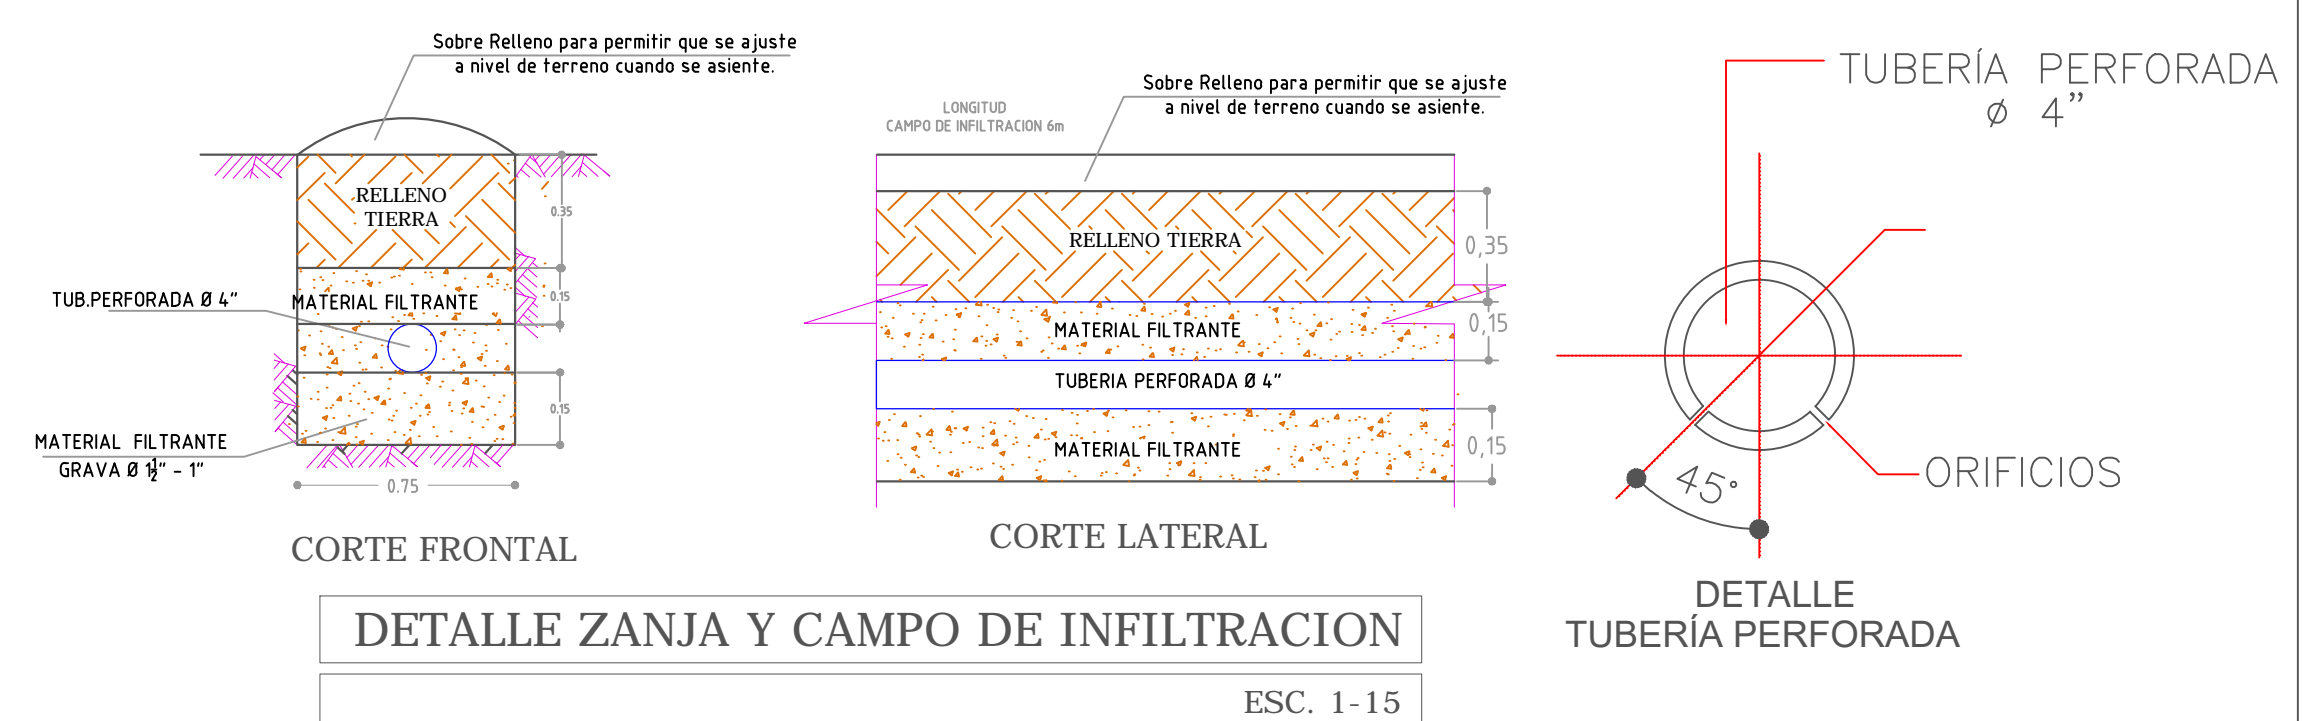 Sobre Relleno para permitir que se ajuste
a nivel de terreno cuando se asiente.
RELLENO
TIERRA
0.35
TUB.PERFORADA Ø 4"
MATERIAL FILTRANTE
0.15
0.15
MATERIAL FILTRANTE
GRAVA Ø 1½" - 1"
0.75
CORTE FRONTAL
LONGITUD
CAMPO DE INFILTRACION 6m
Sobre Relleno para permitir que se ajuste
a nivel de terreno cuando se asiente.
RELLENO TIERRA
0,35
MATERIAL FILTRANTE
0,15
TUBERIA PERFORADA Ø 4"
MATERIAL FILTRANTE
0,15
CORTE LATERAL
TUBERÍA PERFORADA
ø 4"
ORIFICIOS
45°
DETALLE
TUBERÍA PERFORADA
DETALLE ZANJA Y CAMPO DE INFILTRACION
ESC. 1-15